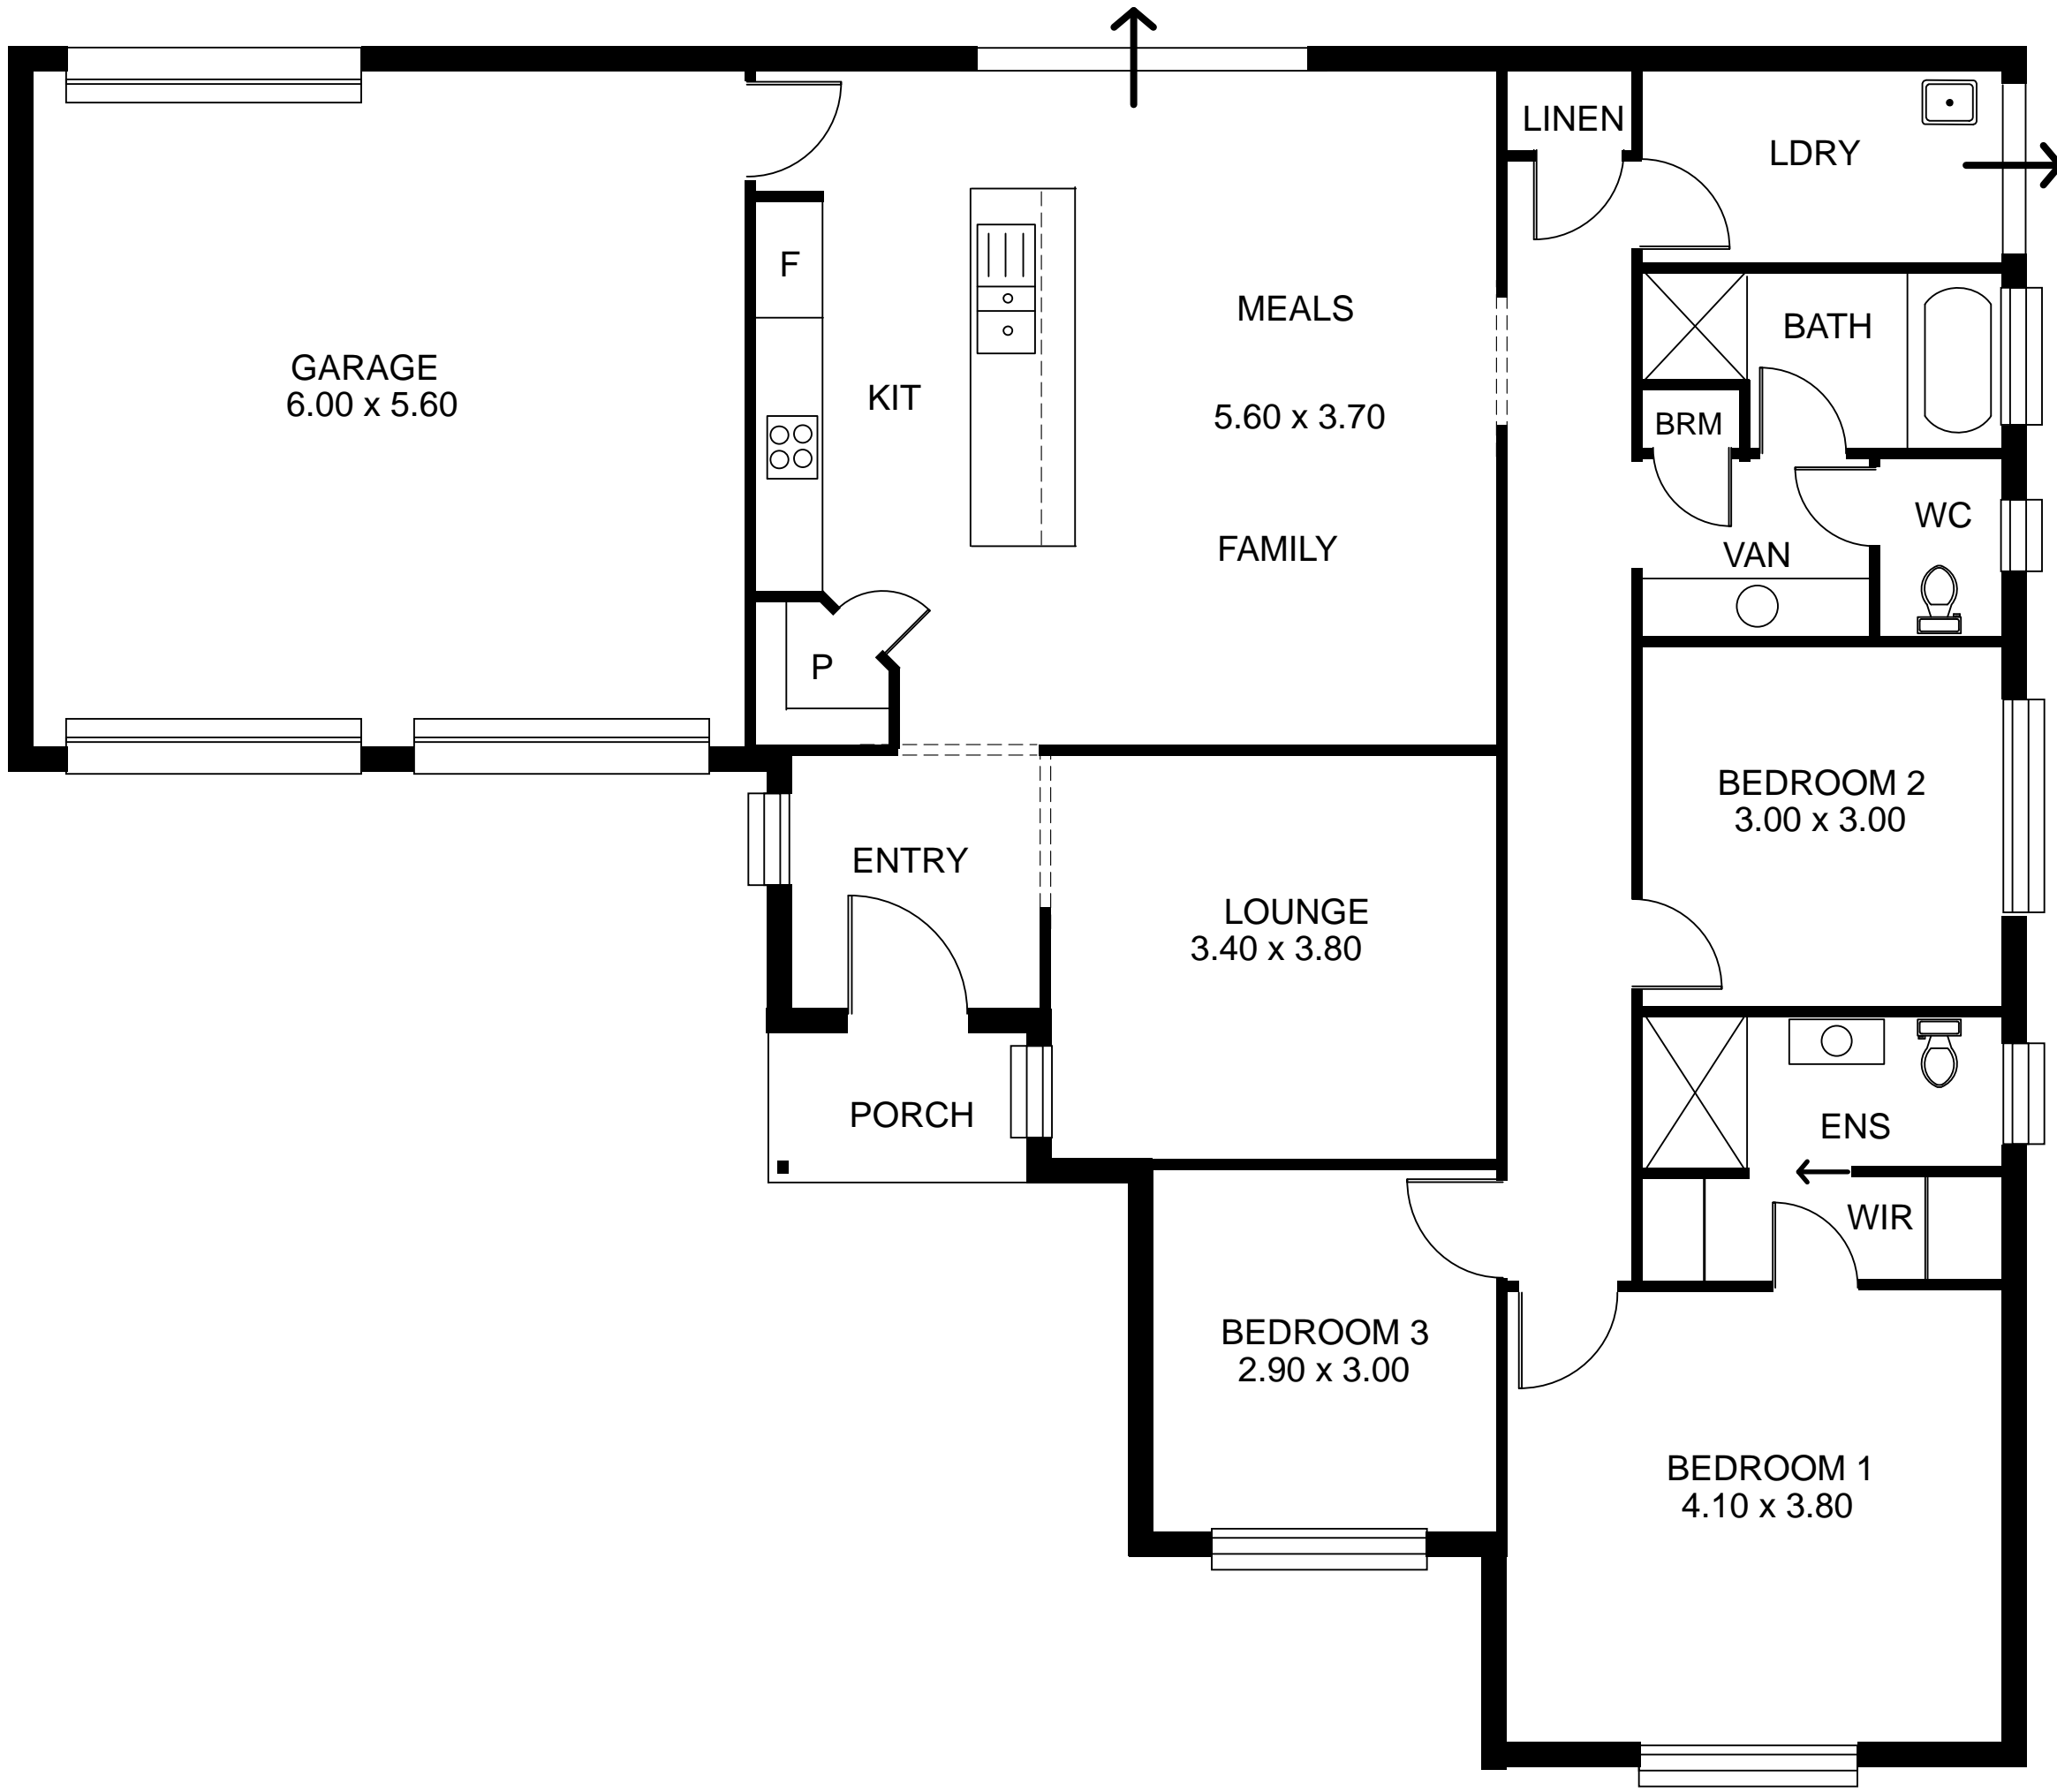 LINEN
LDRY
F
MEALS
BATH
GARAGE
6.00 x 5.60
KIT
5.60 x 3.70
BRM
WC
FAMILY
VAN
P
BEDROOM 2
3.00 x 3.00
ENTRY
LOUNGE
3.40 x 3.80
PORCH
ENS
WIR
BEDROOM 3
2.90 x 3.00
BEDROOM 1
4.10 x 3.80